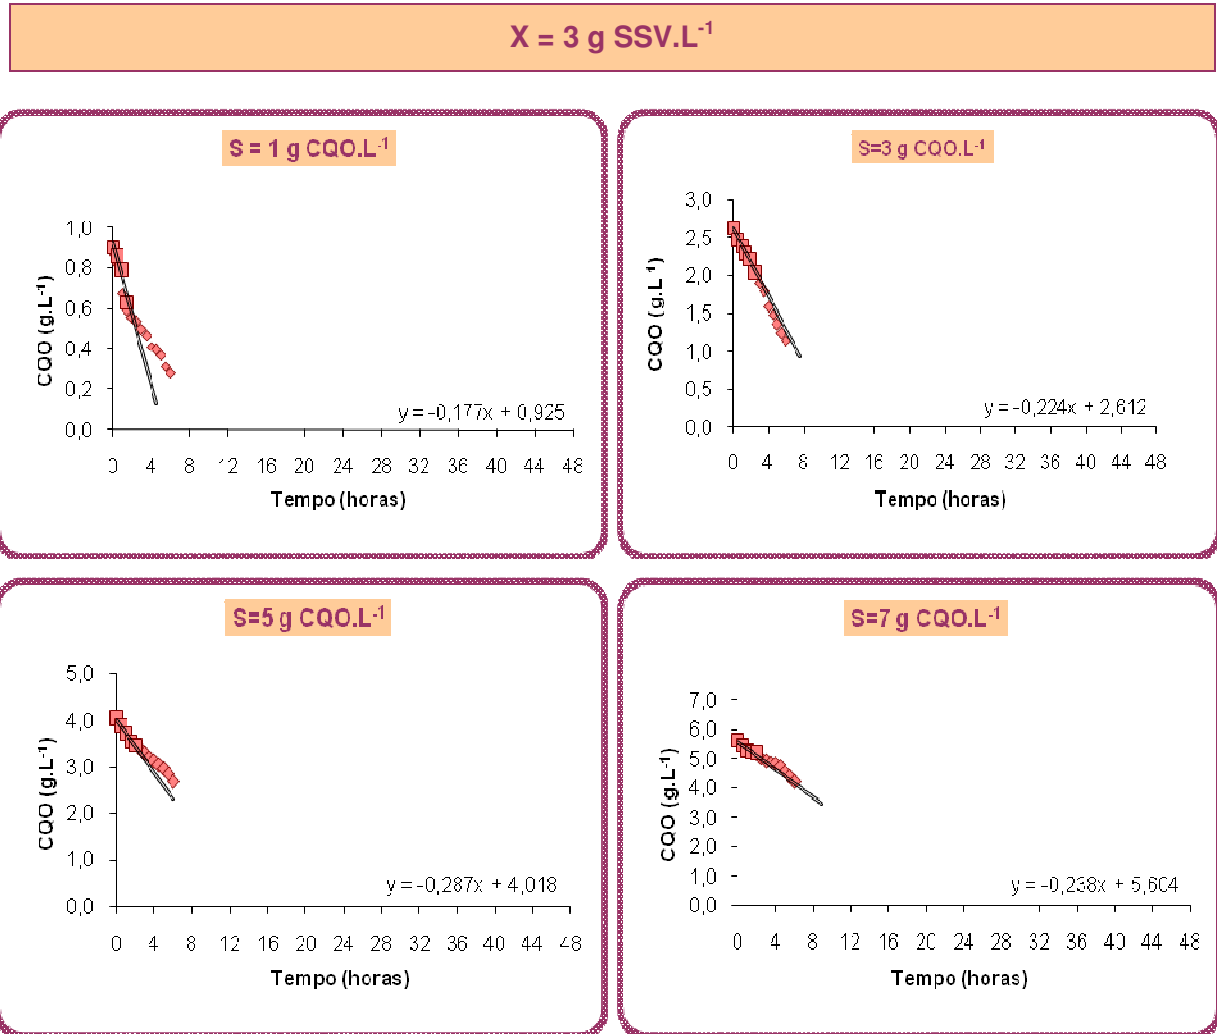 X = 3 g SSV.L⁻¹
S = 1 g CQO.L⁻¹
1,0
0,8
0,6
0,4
0,2
0,0
CQO (g.L⁻¹)
y = -0,177x + 0,925
0 4 8 12 16 20 24 28 32 36 40 44 48
Tempo (horas)
S=3 g CQO.L⁻¹
3,0
2,5
2,0
1,5
1,0
0,5
0,0
CQO (g.L⁻¹)
y = -0,224x + 2,612
0 4 8 12 16 20 24 28 32 36 40 44 48
Tempo (horas)
S=5 g CQO.L⁻¹
5,0
4,0
3,0
2,0
1,0
0,0
CQO (g.L⁻¹)
y = -0,287x + 4,018
0 4 8 12 16 20 24 28 32 36 40 44 48
Tempo (horas)
S=7 g CQO.L⁻¹
7,0
6,0
5,0
4,0
3,0
2,0
1,0
0,0
CQO (g.L⁻¹)
y = -0,238x + 5,604
0 4 8 12 16 20 24 28 32 36 40 44 48
Tempo (horas)